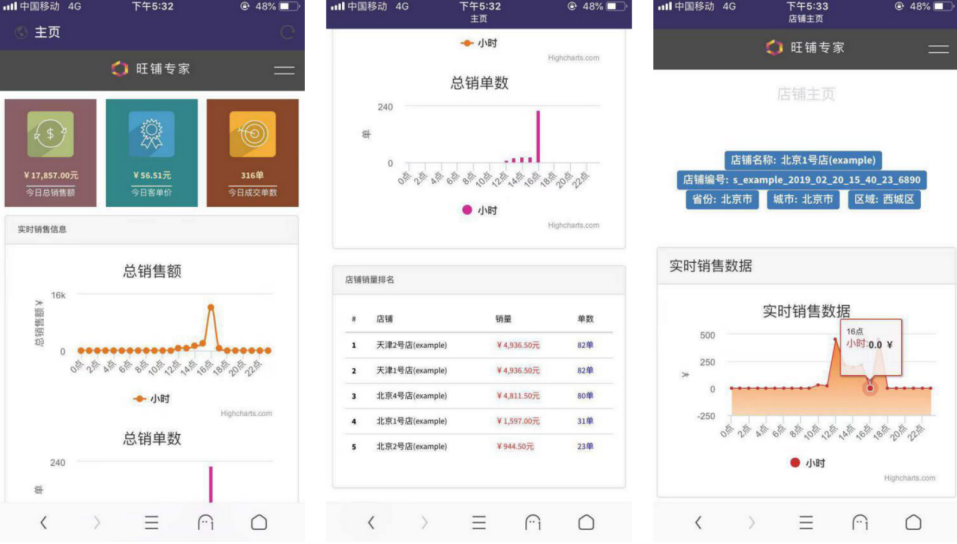 中国移动 4G 下午5:32 48%
主页
旺铺专家
¥17,857.00元
今日总销售额
¥56.51元
今日客单价
316单
今日成交单数
实时销售信息
总销售额
总销售额 ¥
16k
0
0点 2点 4点 6点 8点 10点 12点 14点 16点 18点 20点 22点
小时
Highcharts.com
总销单数
240
单
中国移动 4G 下午5:32 48%
主页
小时
Highcharts.com
总销单数
240
单
0
0点 2点 4点 6点 8点 10点 12点 14点 16点 18点 20点 22点
小时
Highcharts.com
店铺销量排名
# 店铺 销量 单数
1 天津2号店(example) ¥4,936.50元 82单
2 天津1号店(example) ¥4,936.50元 82单
3 北京4号店(example) ¥4,811.50元 80单
4 北京1号店(example) ¥1,597.00元 31单
5 北京2号店(example) ¥944.50元 23单
中国移动 4G 下午5:33 48%
店铺主页
旺铺专家
店铺主页
店铺名称: 北京1号店(example)
店铺编号: s_example_2019_02_20_15_40_23_6890
省份: 北京市 城市: 北京市 区域: 西城区
实时销售数据
实时销售数据
16点
小时:0.0 ¥
500
250
¥
0
-250
0点 2点 4点 6点 8点 10点 12点 14点 16点 18点 20点 22点
小时
Highcharts.com